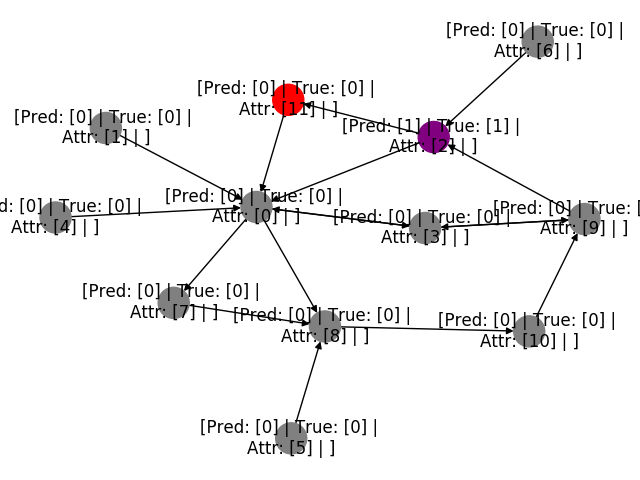 [Pred: [0] | True: [0] |
Attr: [6] | ]
[Pred: [0] | True: [0] |
Attr: [11] | ]
[Pred: [0] | True: [0] |
Attr: [1] | ]
[Pred: [1] | True: [1] |
Attr: [2] | ]
[Pred: [0] | True: [0] |
Attr: [0] | ]
d: [0] | True: [0] |
Attr: [4] | ]
[Pred: [0] | True: [0] |
Attr: [3] | ]
[Pred: [0] | True: [
Attr: [9] | ]
[Pred: [0] | True: [0] |
Attr: [7] | ]
[Pred: [0] | True: [0] |
Attr: [8] | ]
[Pred: [0] | True: [0] |
Attr: [10] | ]
[Pred: [0] | True: [0] |
Attr: [5] | ]